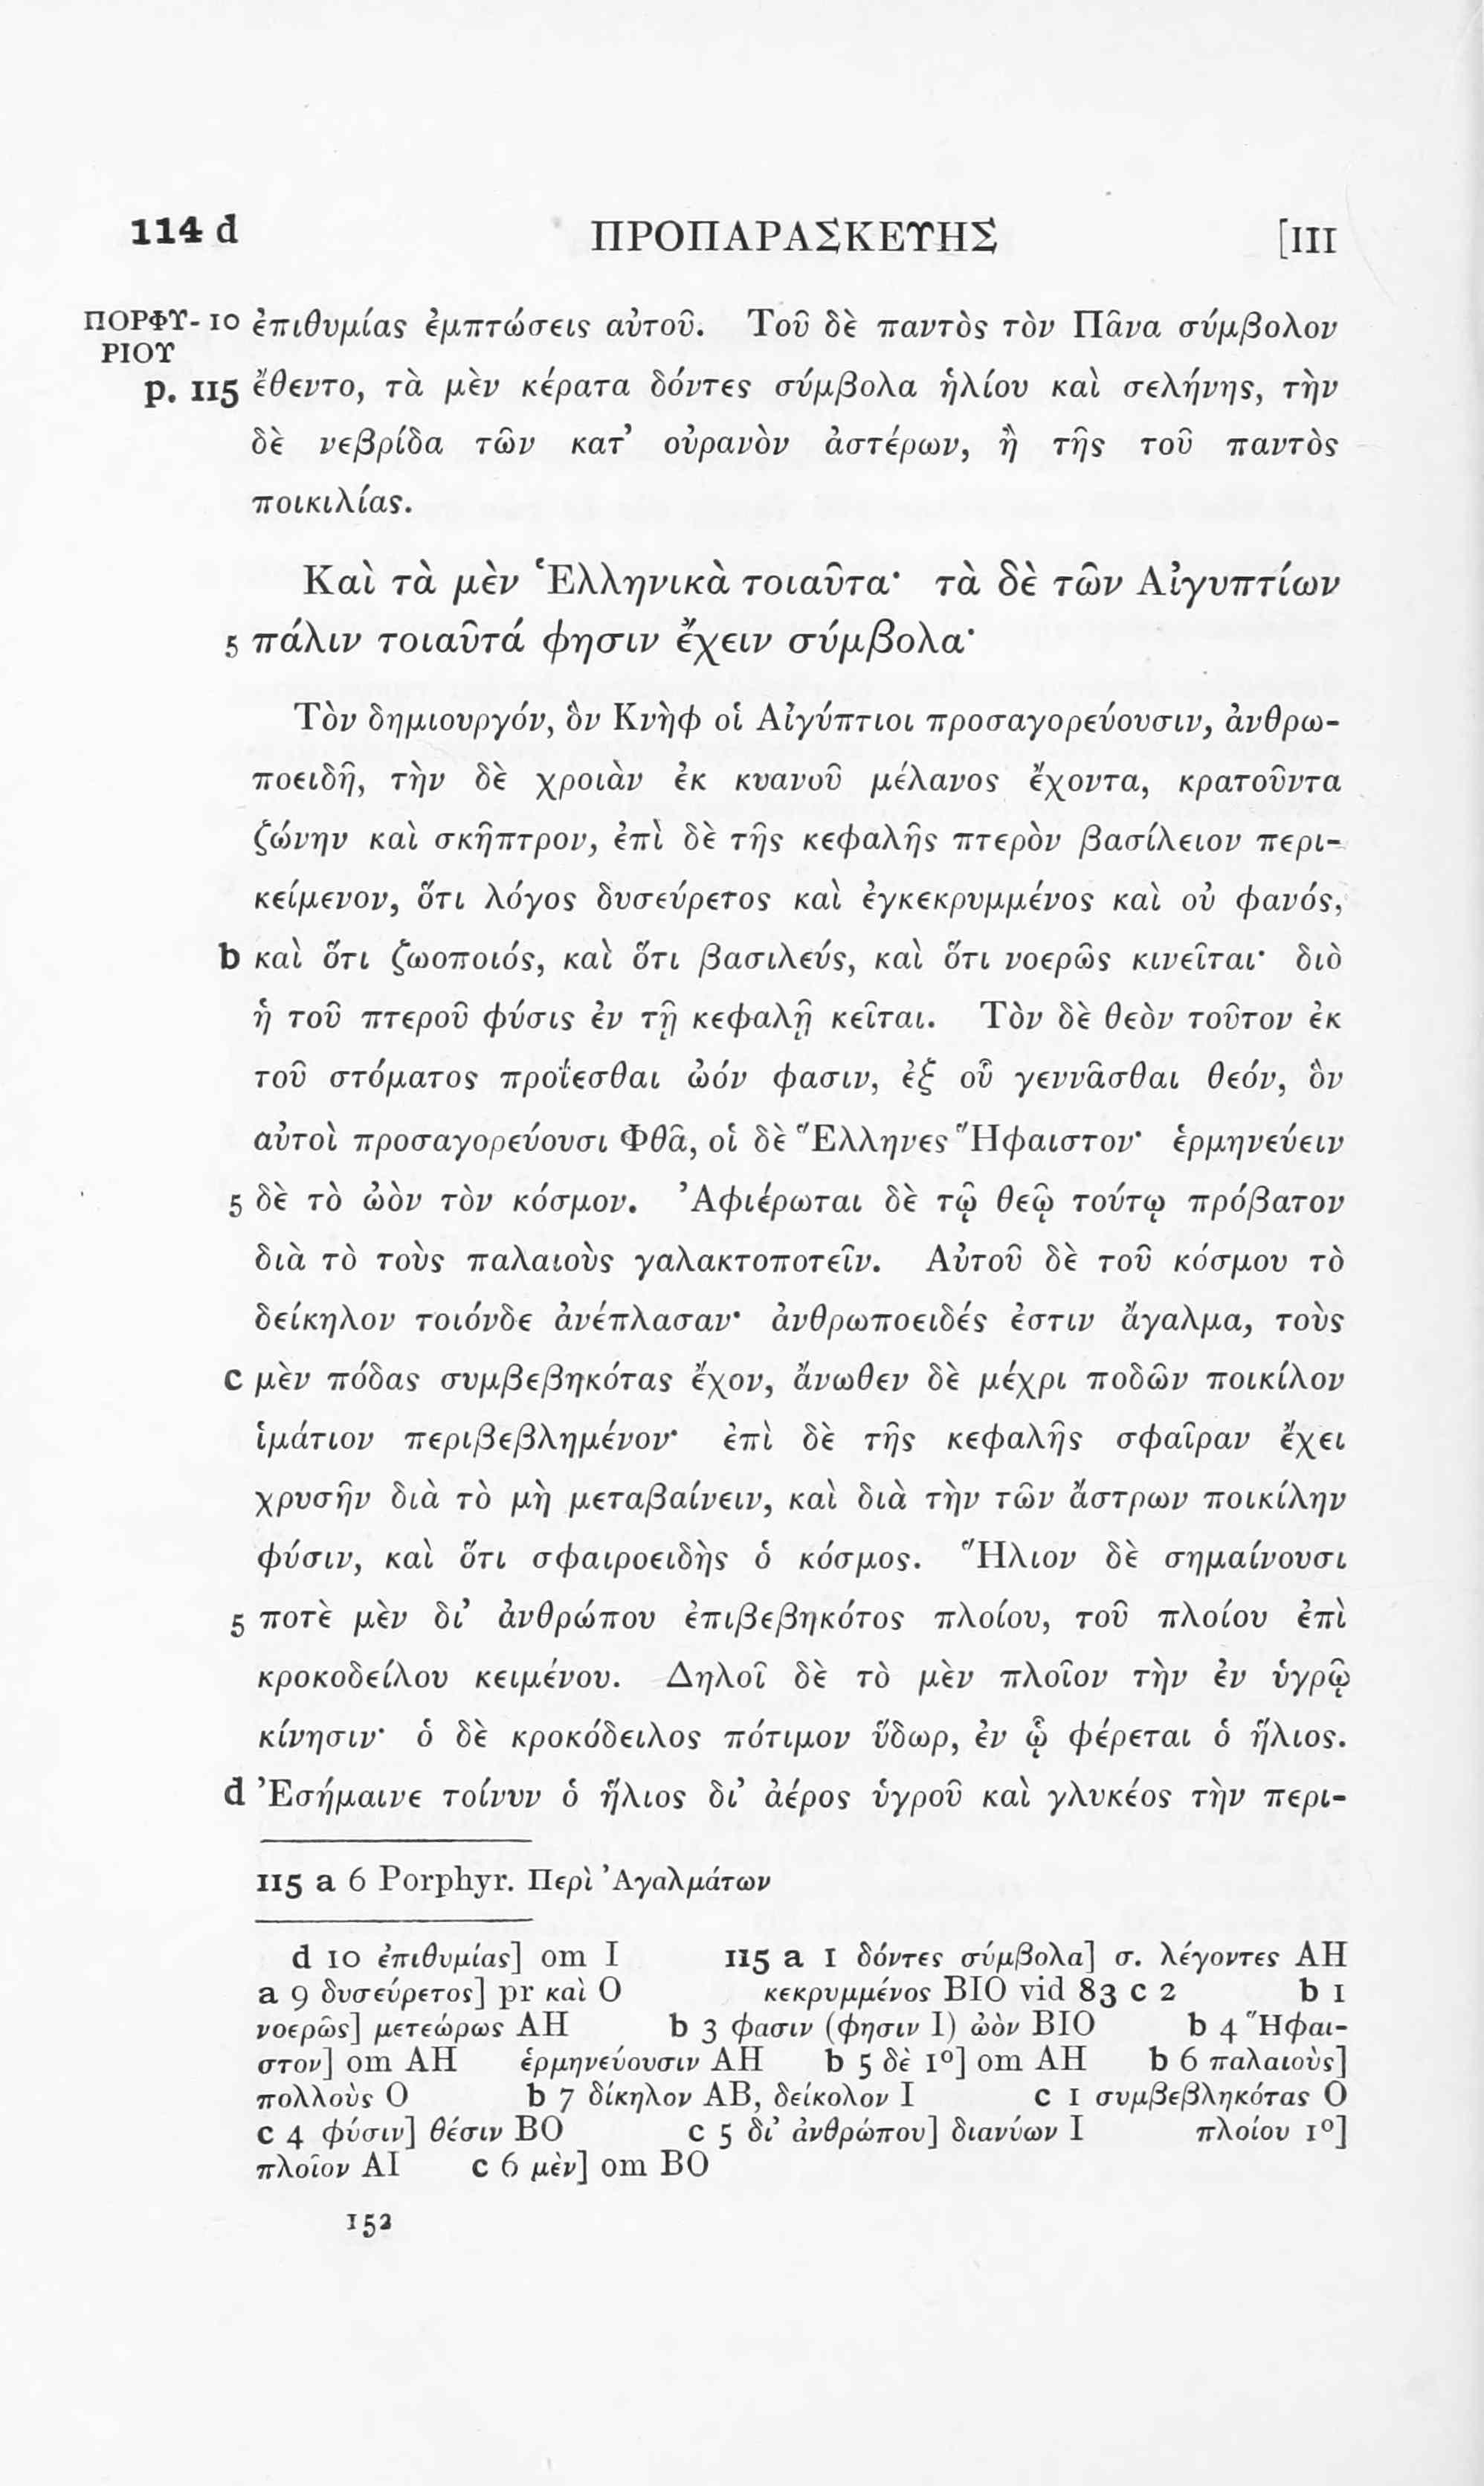 114 d ΠΡΟΠΑΡΑΣΚΕΥΗΣ [III
ΠΟΡΦΥ- 10 ἐπιθυμίας ἐμπτώσεις αὐτοῦ. Τοῦ δὲ παντὸς τὸν Πᾶνα σύμβολον
ΡΙΟΥ
p. 115 ἔθεντο, τὰ μὲν κέρατα δόντες σύμβολα ἡλίου καὶ σελήνης, τὴν
δὲ νεβρίδα τῶν κατ’ οὐρανὸν ἀστέρων, ἢ τῆς τοῦ παντὸς
ποικιλίας.
Καὶ τὰ μὲν Ἑλληνικὰ τοιαῦτα· τὰ δὲ τῶν Αἰγυπτίων
5 πάλιν τοιαῦτά φησιν ἔχειν σύμβολα·
Τὸν δημιουργόν, ὃν Κνὴφ οἱ Αἰγύπτιοι προσαγορεύουσιν, ἀνθρω-
ποειδῆ, τὴν δὲ χροιὰν ἐκ κυανοῦ μέλανος ἔχοντα, κρατοῦντα
ζώνην καὶ σκῆπτρον, ἐπὶ δὲ τῆς κεφαλῆς πτερὸν βασίλειον περι-
κείμενον, ὅτι λόγος δυσεύρετος καὶ ἐγκεκρυμμένος καὶ οὐ φανός,
b καὶ ὅτι ζωοποιός, καὶ ὅτι βασιλεύς, καὶ ὅτι νοερῶς κινεῖται· διὸ
ἡ τοῦ πτεροῦ φύσις ἐν τῇ κεφαλῇ κεῖται. Τὸν δὲ θεὸν τοῦτον ἐκ
τοῦ στόματος προΐεσθαι ὠόν φασιν, ἐξ οὗ γεννᾶσθαι θεόν, ὃν
αὐτοὶ προσαγορεύουσι Φθᾶ, οἱ δὲ Ἕλληνες Ἥφαιστον· ἑρμηνεύειν
5 δὲ τὸ ὠὸν τὸν κόσμον. Ἀφιέρωται δὲ τῷ θεῷ τούτῳ πρόβατον
διὰ τὸ τοὺς παλαιοὺς γαλακτοποτεῖν. Αὐτοῦ δὲ τοῦ κόσμου τὸ
δείκηλον τοιόνδε ἀνέπλασαν· ἀνθρωποειδές ἐστιν ἄγαλμα, τοὺς
c μὲν πόδας συμβεβηκότας ἔχον, ἄνωθεν δὲ μέχρι ποδῶν ποικίλον
ἱμάτιον περιβεβλημένον· ἐπὶ δὲ τῆς κεφαλῆς σφαῖραν ἔχει
χρυσῆν διὰ τὸ μὴ μεταβαίνειν, καὶ διὰ τὴν τῶν ἄστρων ποικίλην
φύσιν, καὶ ὅτι σφαιροειδὴς ὁ κόσμος. Ἥλιον δὲ σημαίνουσι
5 ποτὲ μὲν δι’ ἀνθρώπου ἐπιβεβηκότος πλοίου, τοῦ πλοίου ἐπὶ
κροκοδείλου κειμένου. Δηλοῖ δὲ τὸ μὲν πλοῖον τὴν ἐν ὑγρῷ
κίνησιν· ὁ δὲ κροκόδειλος πότιμον ὕδωρ, ἐν ᾧ φέρεται ὁ ἥλιος.
d Ἐσήμαινε τοίνυν ὁ ἥλιος δι’ ἀέρος ὑγροῦ καὶ γλυκέος τὴν περι-
115 a 6 Porphyr. Περὶ Ἀγαλμάτων
d 10 ἐπιθυμίας] om I 115 a 1 δόντες σύμβολα] σ. λέγοντες AH
a 9 δυσεύρετος] pr καὶ O κεκρυμμένος BIO vid 83 c 2 b 1
νοερῶς] μετεώρως AH b 3 φασιν (φησιν I) ὠὸν BIO b 4 Ἥφαι-
στον] om AH ἑρμηνεύουσιν AH b 5 δὲ 1º] om AH b 6 παλαιοὺς]
πολλοὺς O b 7 δίκηλον AB, δείκολον I c 1 συμβεβληκότας O
c 4 φύσιν] θέσιν BO c 5 δι’ ἀνθρώπου] διανύων I πλοίου 1º]
πλοῖον AI c 6 μὲν] om BO
152